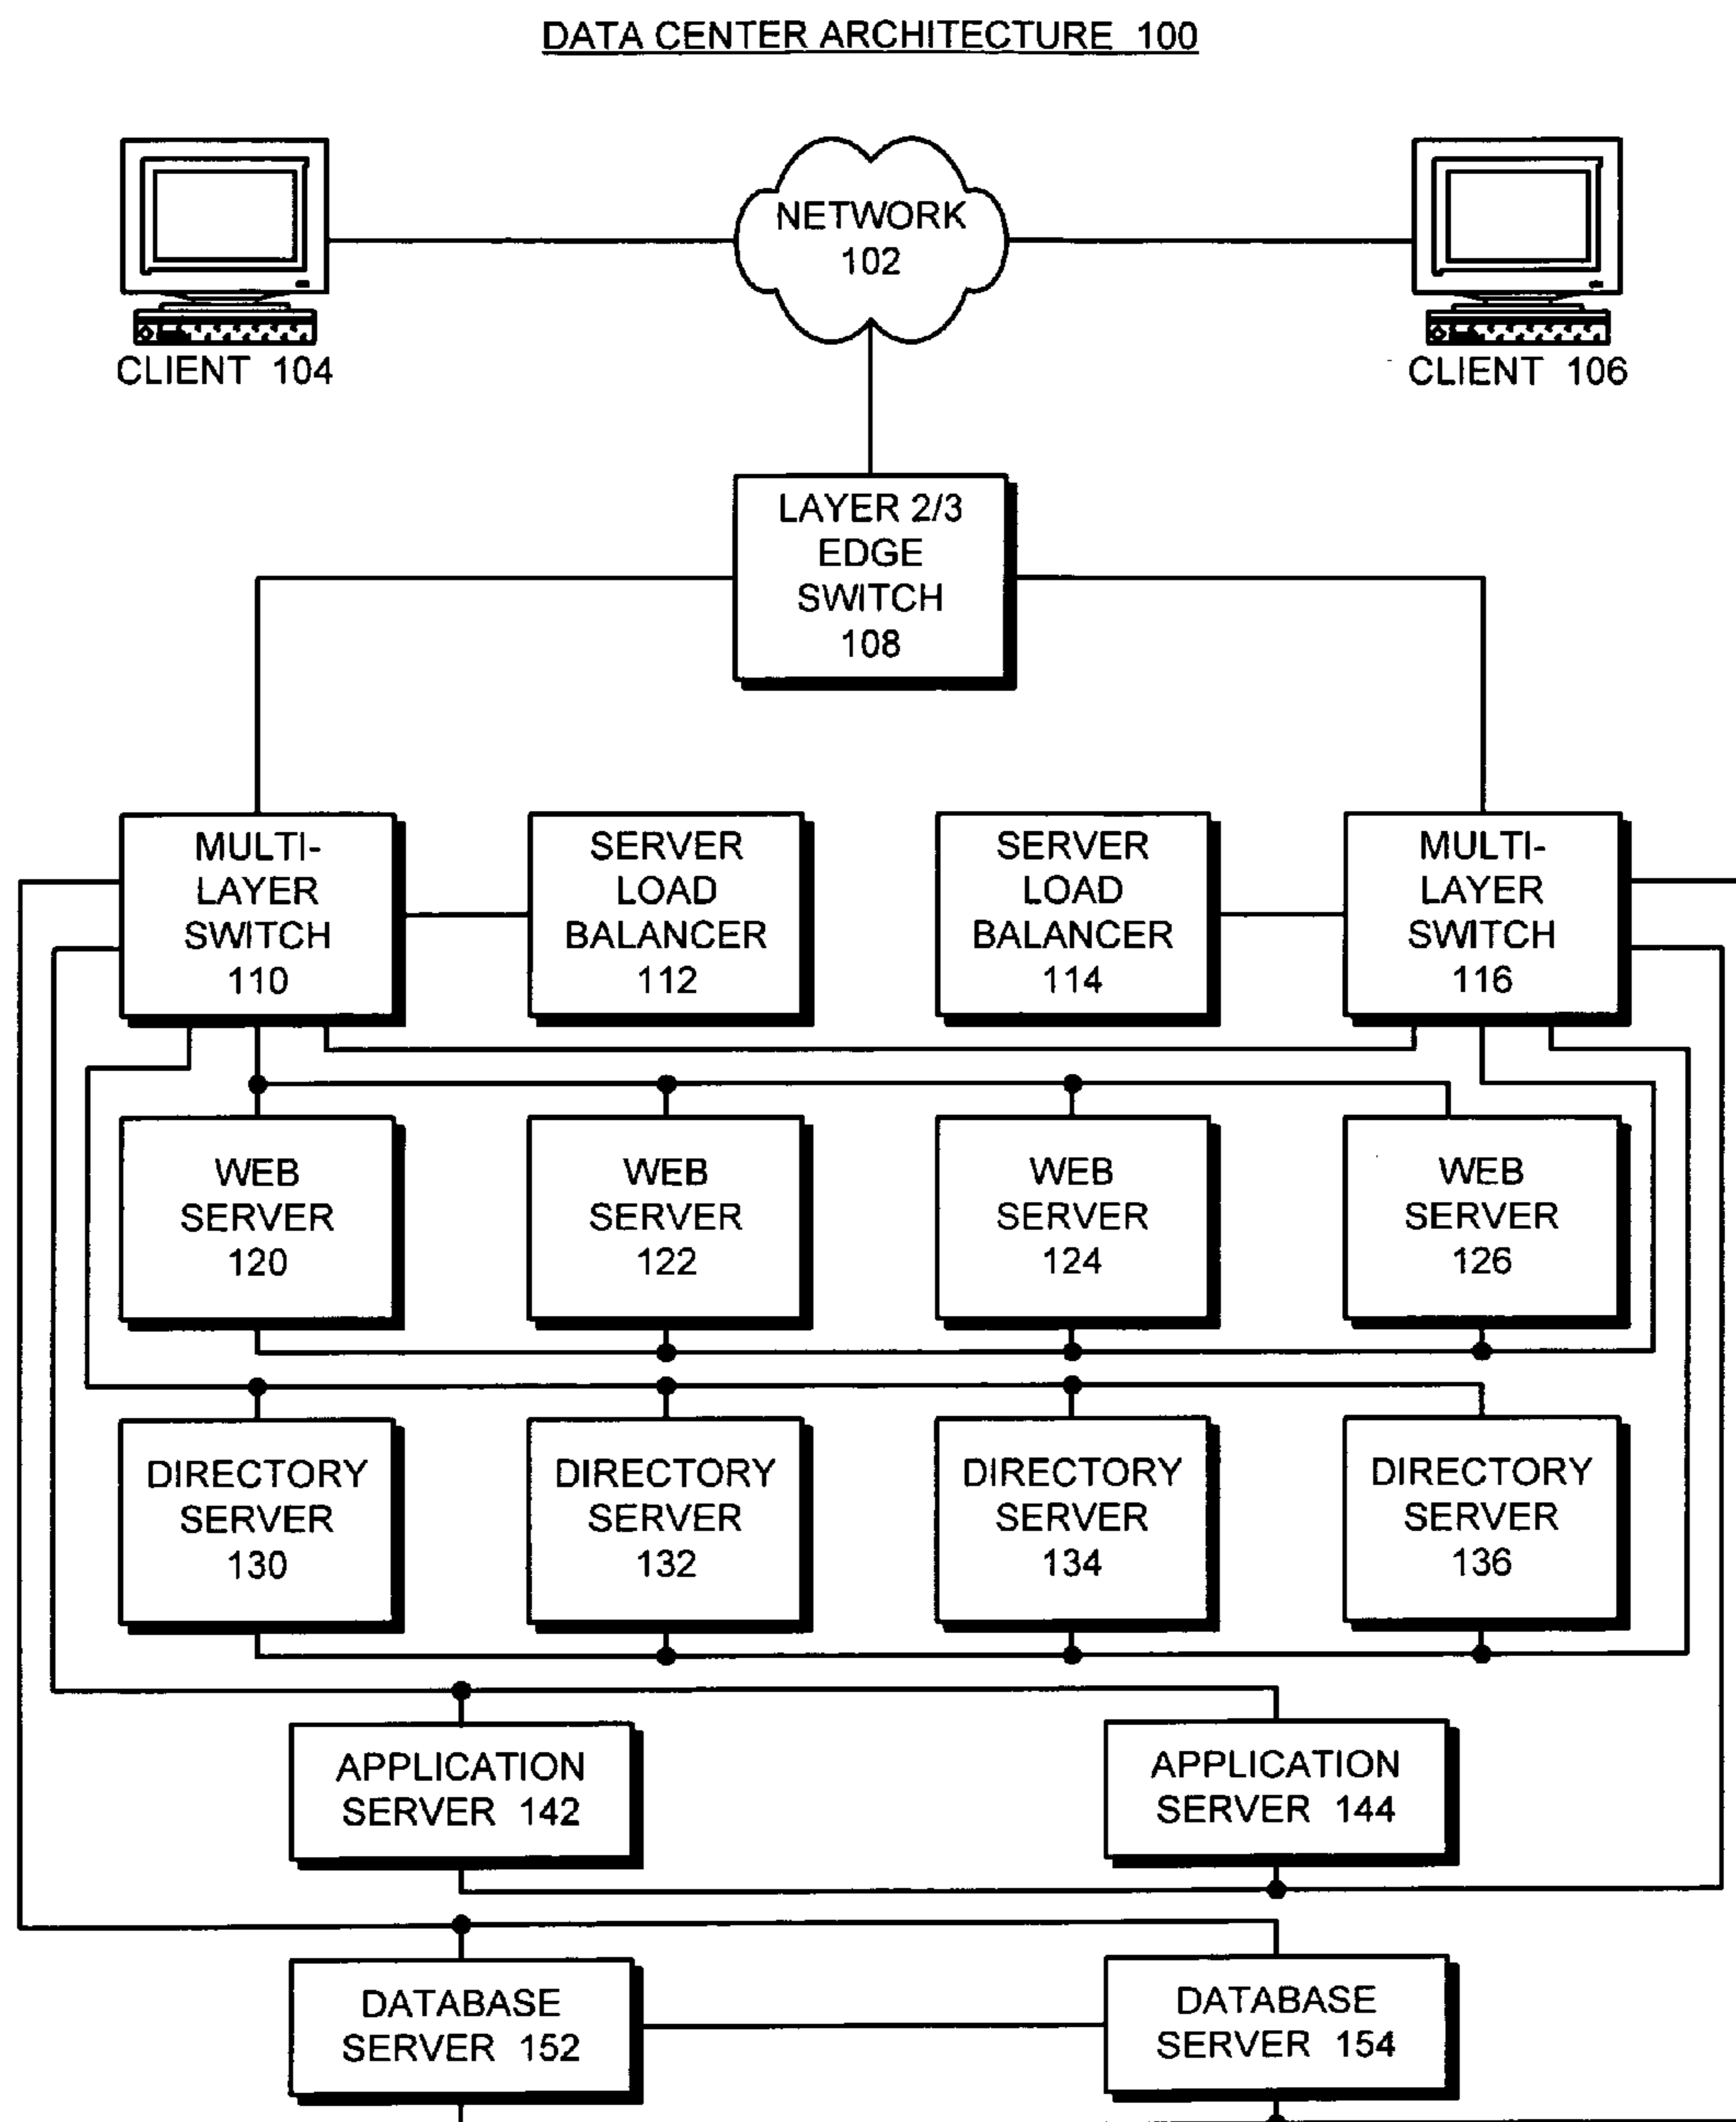 DATA CENTER ARCHITECTURE 100
NETWORK
102
CLIENT 104
CLIENT 106
LAYER 2/3
EDGE
SWITCH
108
MULTI-
LAYER
SWITCH
110
SERVER
LOAD
BALANCER
112
SERVER
LOAD
BALANCER
114
MULTI-
LAYER
SWITCH
116
WEB
SERVER
120
WEB
SERVER
122
WEB
SERVER
124
WEB
SERVER
126
DIRECTORY
SERVER
130
DIRECTORY
SERVER
132
DIRECTORY
SERVER
134
DIRECTORY
SERVER
136
APPLICATION
SERVER 142
APPLICATION
SERVER 144
DATABASE
SERVER 152
DATABASE
SERVER 154